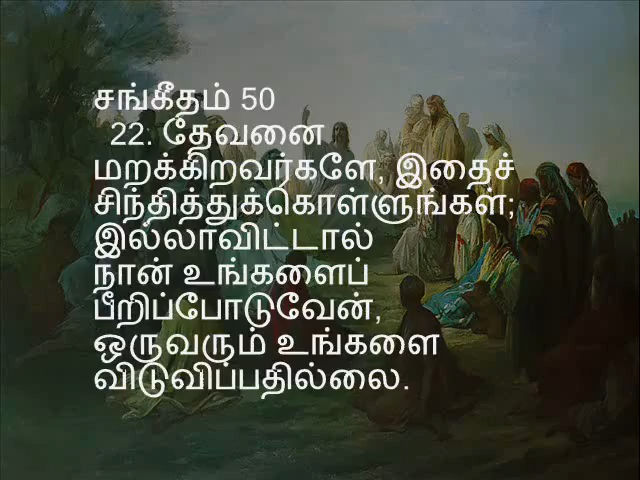 சங்கீதம் 50
22. தேவனை
மறக்கிறவர்களே, இதைச்
சிந்தித்துக்கொள்ளுங்கள்;
இல்லாவிட்டால்
நான் உங்களைப்
பீறிப்போடுவேன்,
ஒருவரும் உங்களை
விடுவிப்பதில்லை.